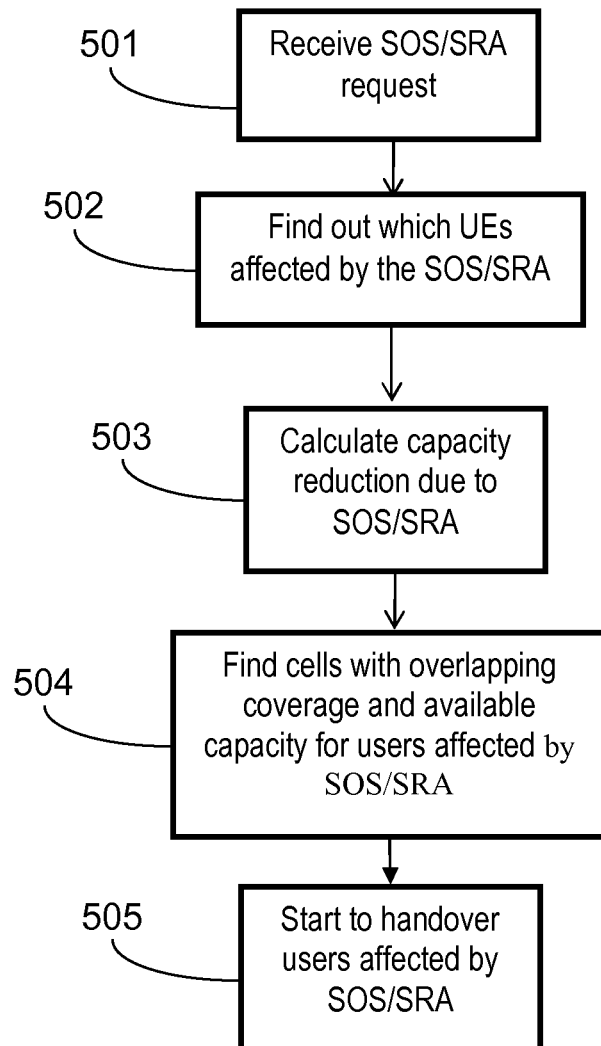 501
Receive SOS/SRA
request
502
Find out which UEs
affected by the SOS/SRA
503
Calculate capacity
reduction due to
SOS/SRA
504
Find cells with overlapping
coverage and available
capacity for users affected by
SOS/SRA
505
Start to handover
users affected by
SOS/SRA